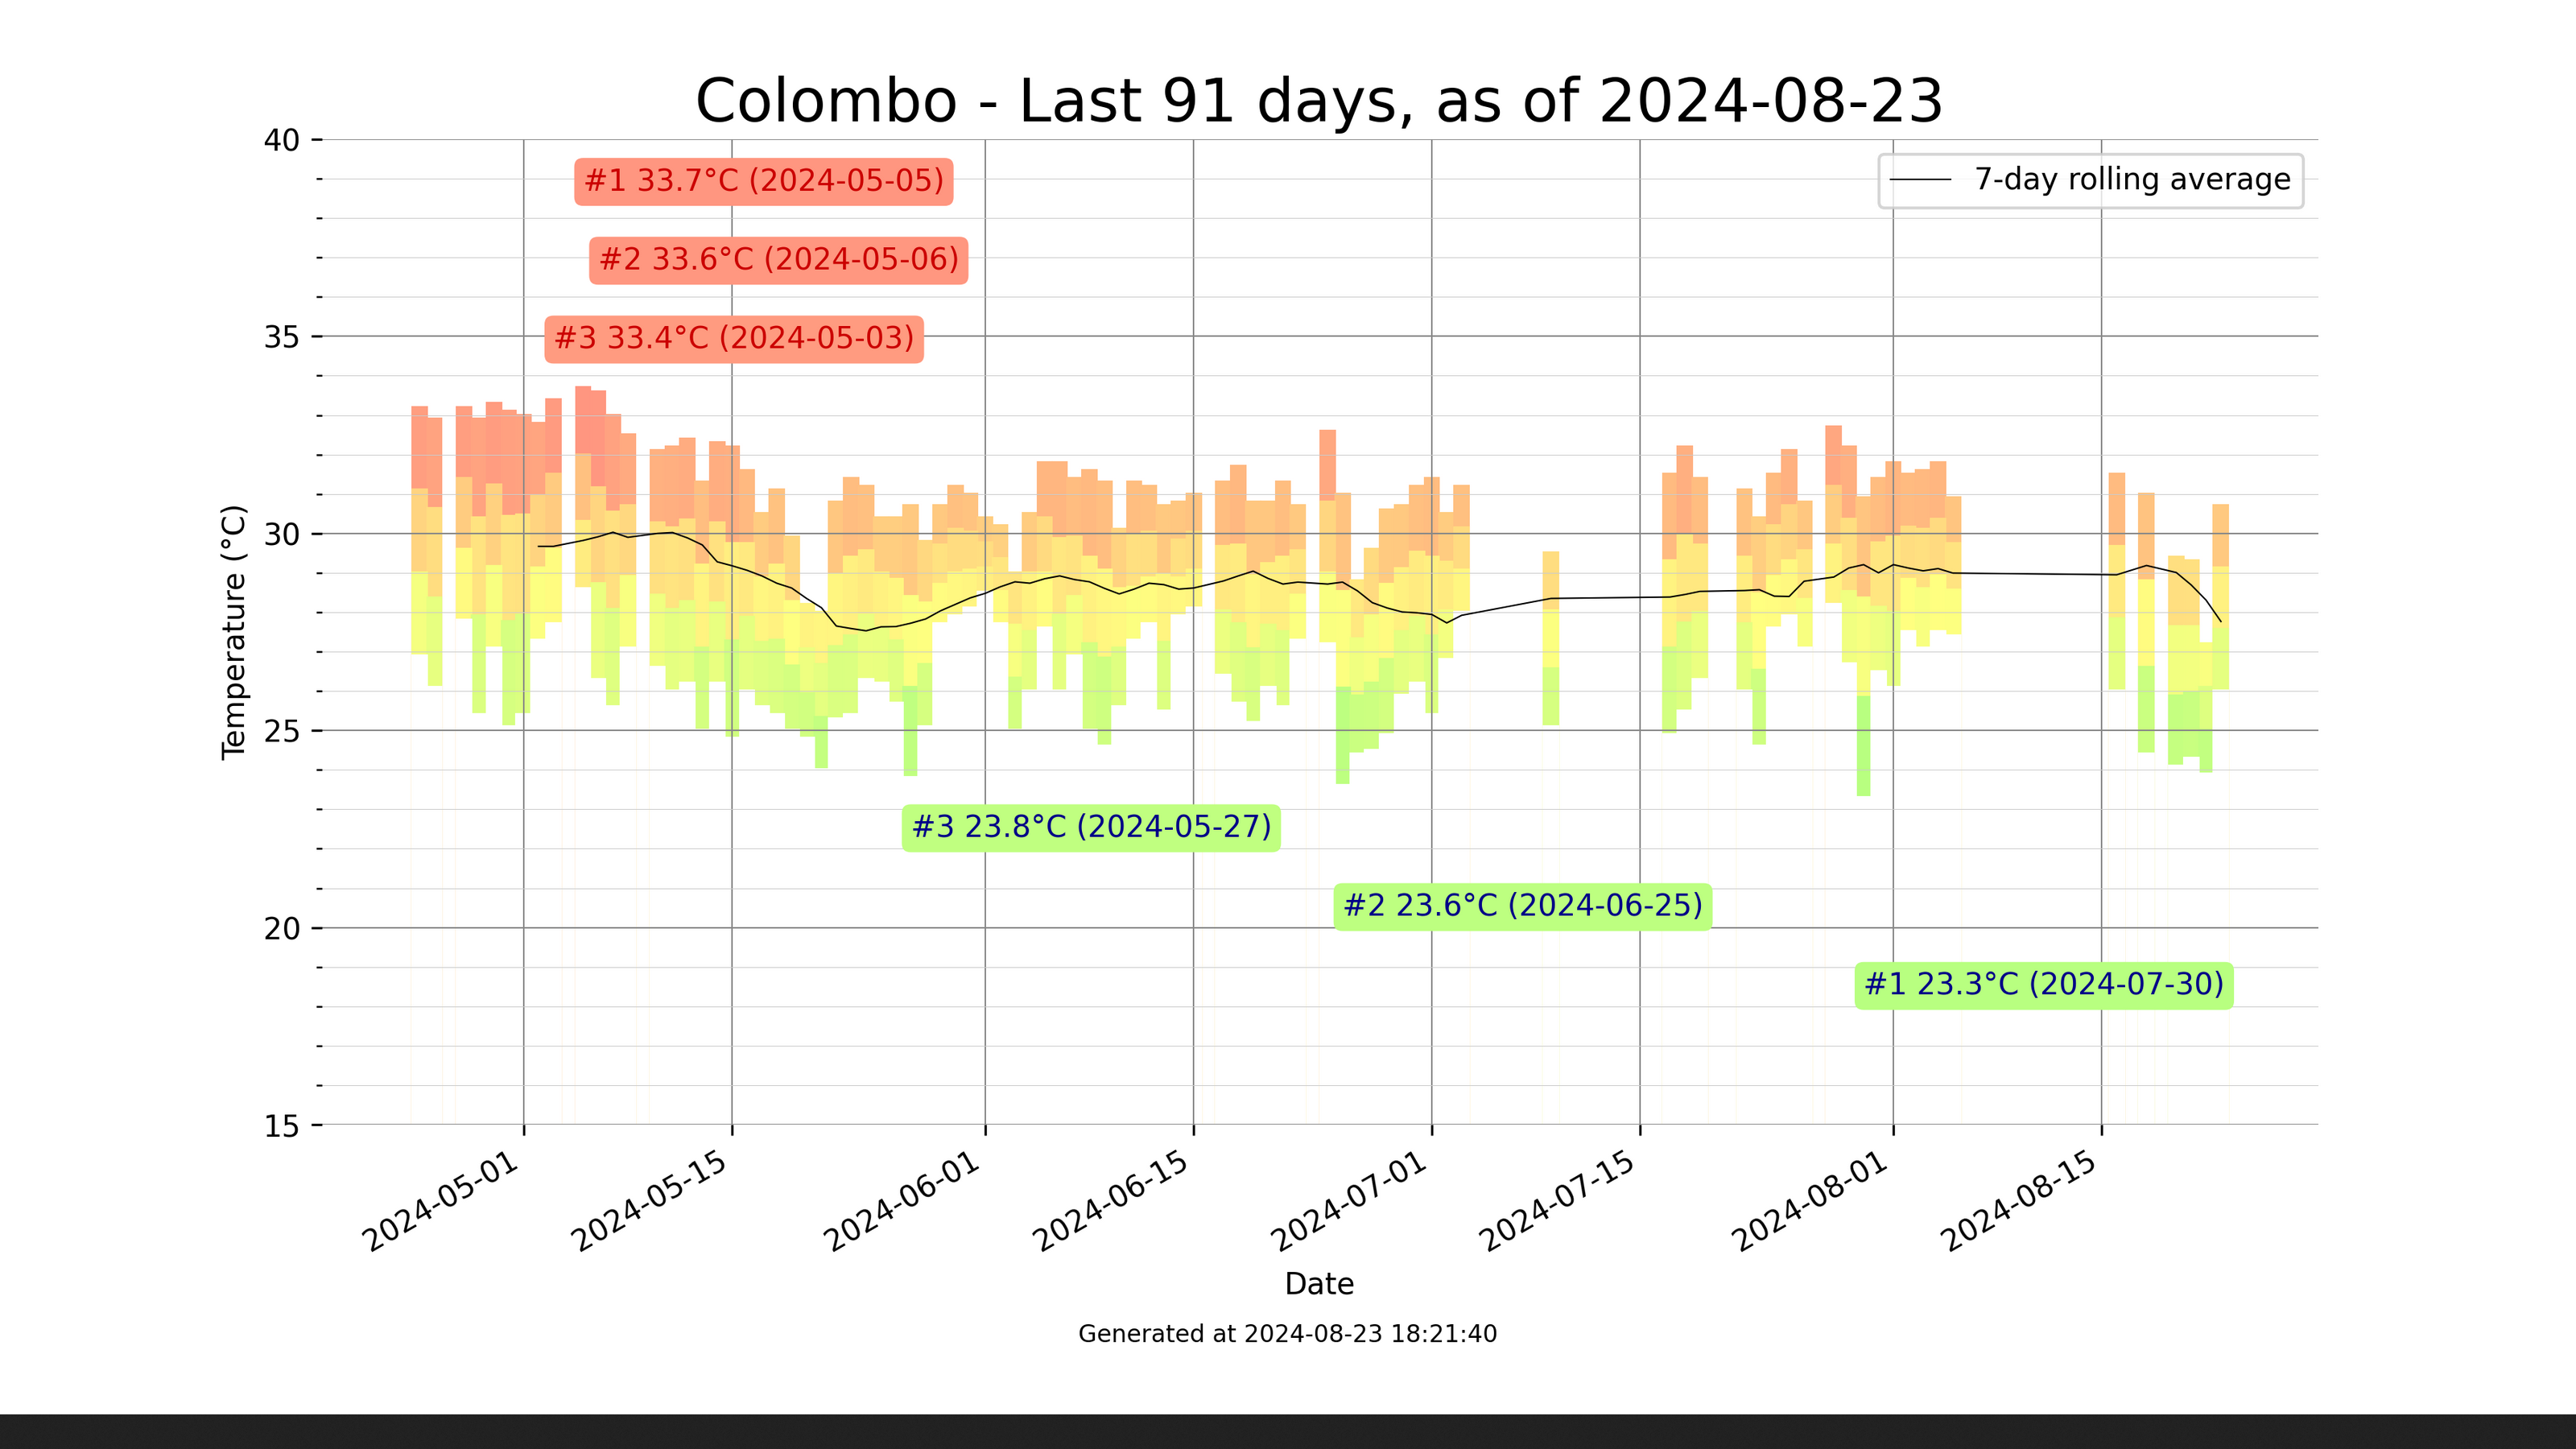 Colombo - Last 91 days, as of 2024-08-23
7-day rolling average
#1 33.7°C (2024-05-05)
#2 33.6°C (2024-05-06)
#3 33.4°C (2024-05-03)
#3 23.8°C (2024-05-27)
#2 23.6°C (2024-06-25)
#1 23.3°C (2024-07-30)
Temperature (°C)
40
35
30
25
20
15
2024-05-01
2024-05-15
2024-06-01
2024-06-15
2024-07-01
2024-07-15
2024-08-01
2024-08-15
Date
Generated at 2024-08-23 18:21:40